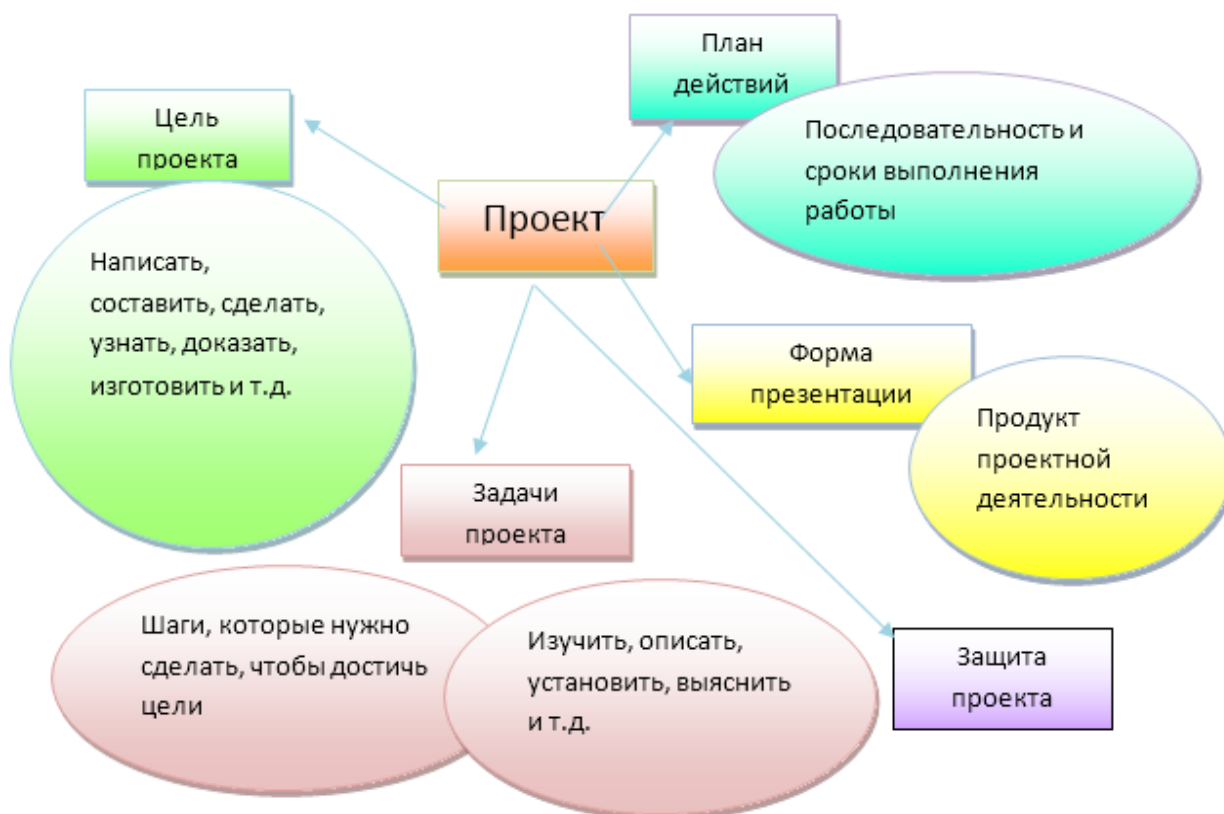 План
действий
Цель
проекта
Последовательность и
сроки выполнения
работы
Проект
Написать,
составить, сделать,
узнать, доказать,
изготовить и т.д.
Форма
презентации
Продукт
проектной
деятельности
Задачи
проекта
Шаги, которые нужно
сделать, чтобы достичь
цели
Изучить, описать,
установить, выяснить
и т.д.
Защита
проекта